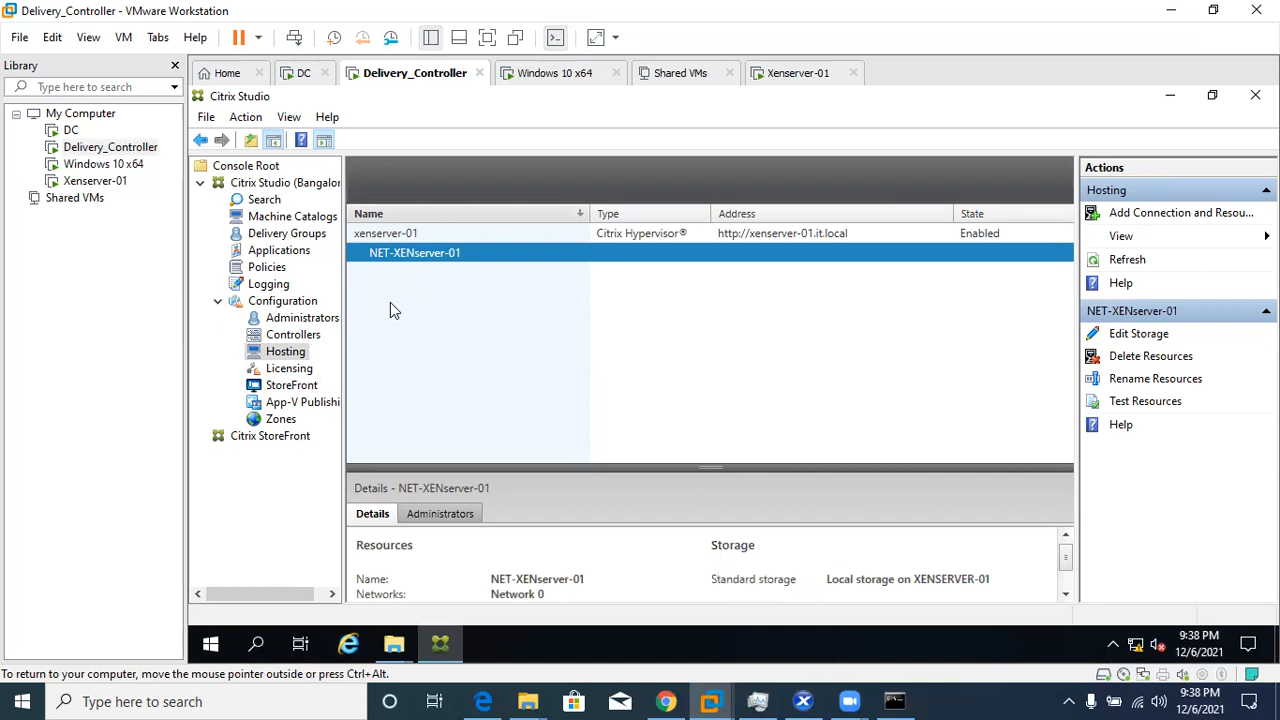 Delivery_Controller - VMware Workstation
File Edit View VM Tabs Help
Library
Type here to search
My Computer
DC
Delivery_Controller
Windows 10 x64
Xenserver-01
Shared VMs
Home DC Delivery_Controller Windows 10 x64 Shared VMs Xenserver-01
Citrix Studio
File Action View Help
Console Root
Citrix Studio (Bangalor
Search
Machine Catalogs
Delivery Groups
Applications
Policies
Logging
Configuration
Administrators
Controllers
Hosting
Licensing
StoreFront
App-V Publishi
Zones
Citrix StoreFront
Name Type Address State
xenserver-01 Citrix Hypervisor® http://xenserver-01.it.local Enabled
NET-XENserver-01
Details - NET-XENserver-01
Details Administrators
Resources Storage
Name: NET-XENserver-01 Standard storage Local storage on XENSERVER-01
Networks: Network 0
Actions
Hosting
Add Connection and Resou...
View
Refresh
Help
NET-XENserver-01
Edit Storage
Delete Resources
Rename Resources
Test Resources
Help
9:38 PM
12/6/2021
To return to your computer, move the mouse pointer outside or press Ctrl+Alt.
Type here to search
9:38 PM
12/6/2021